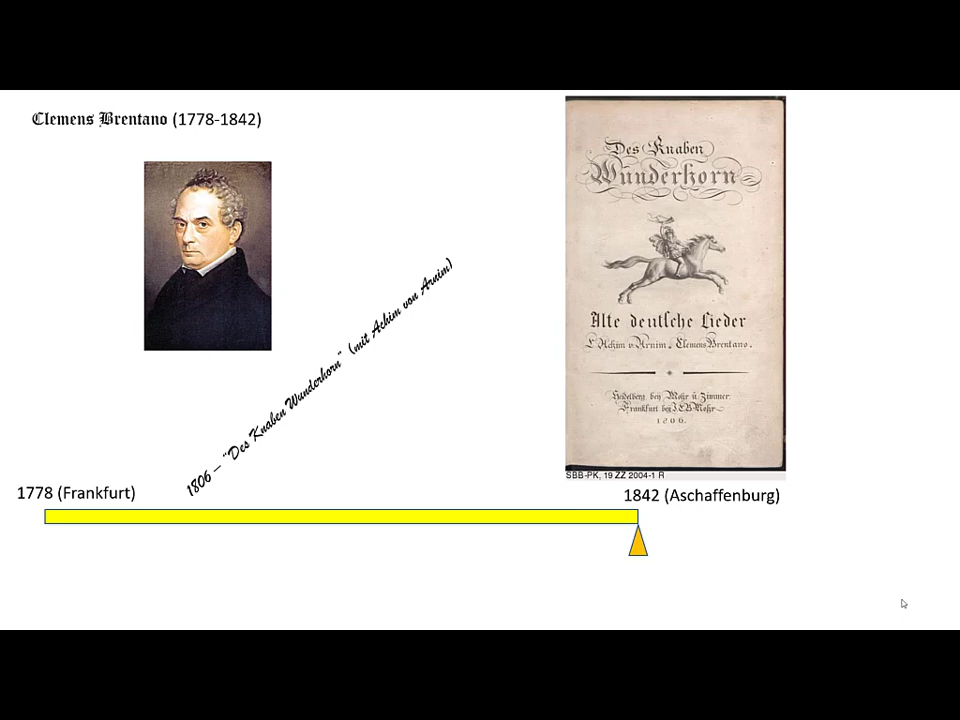 Clemens Brentano (1778-1842)
Des Knaben
Wunderhorn
Alte deutsche Lieder
L. Achim v. Arnim. Clemens Brentano.
Heidelberg, bey Mohr u. Zimmer.
Frankfurt bey J.C.B. Mohr
1806.
SBB-PK, 19 ZZ 2004-1 R
1806 – "Des Knaben Wunderhorn" (mit Achim von Arnim)
1778 (Frankfurt)
1842 (Aschaffenburg)